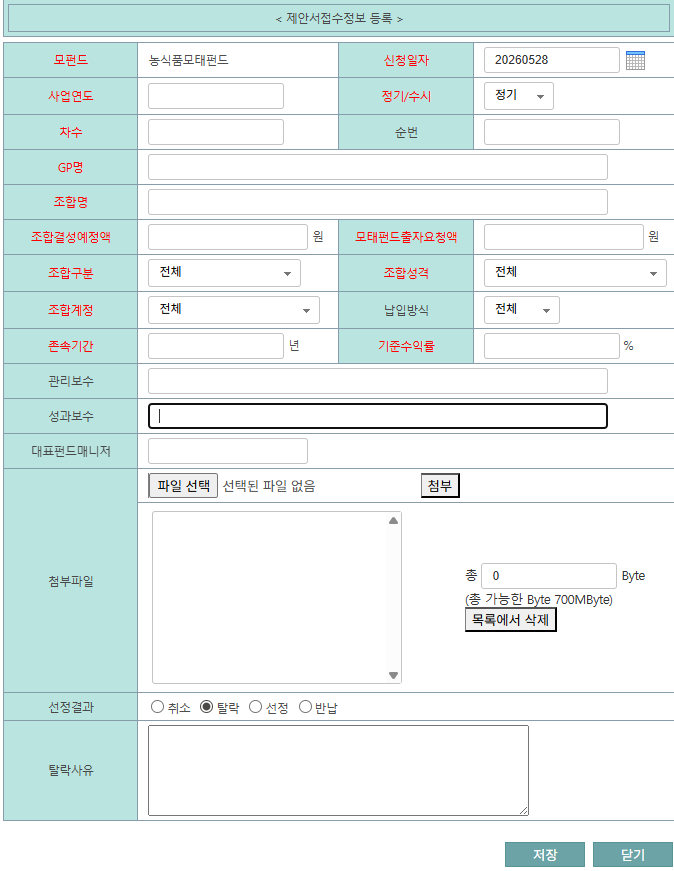 < 제안서접수정보 등록 >
모펀드 농식품모태펀드 신청일자 20260528
사업연도 정기/수시 정기
차수 순번
GP명
조합명
조합결성예정액 원 모태펀드출자요청액 원
조합구분 전체 조합성격 전체
조합계정 전체 납입방식 전체
존속기간 년 기준수익률 %
관리보수
성과보수
대표펀드매니저
파일 선택 선택된 파일 없음 첨부
첨부파일 총 0 Byte
(총 가능한 Byte 700MByte)
목록에서 삭제
선정결과 취소 탈락 선정 반납
탈락사유
저장 닫기